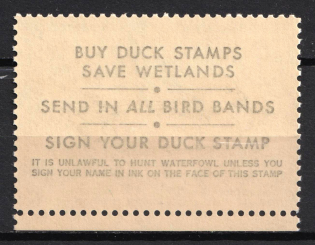 BUY DUCK STAMPS
SAVE WETLANDS
SEND IN ALL BIRD BANDS
SIGN YOUR DUCK STAMP
IT IS UNLAWFUL TO HUNT WATERFOWL UNLESS YOU
SIGN YOUR NAME IN INK ON THE FACE OF THIS STAMP